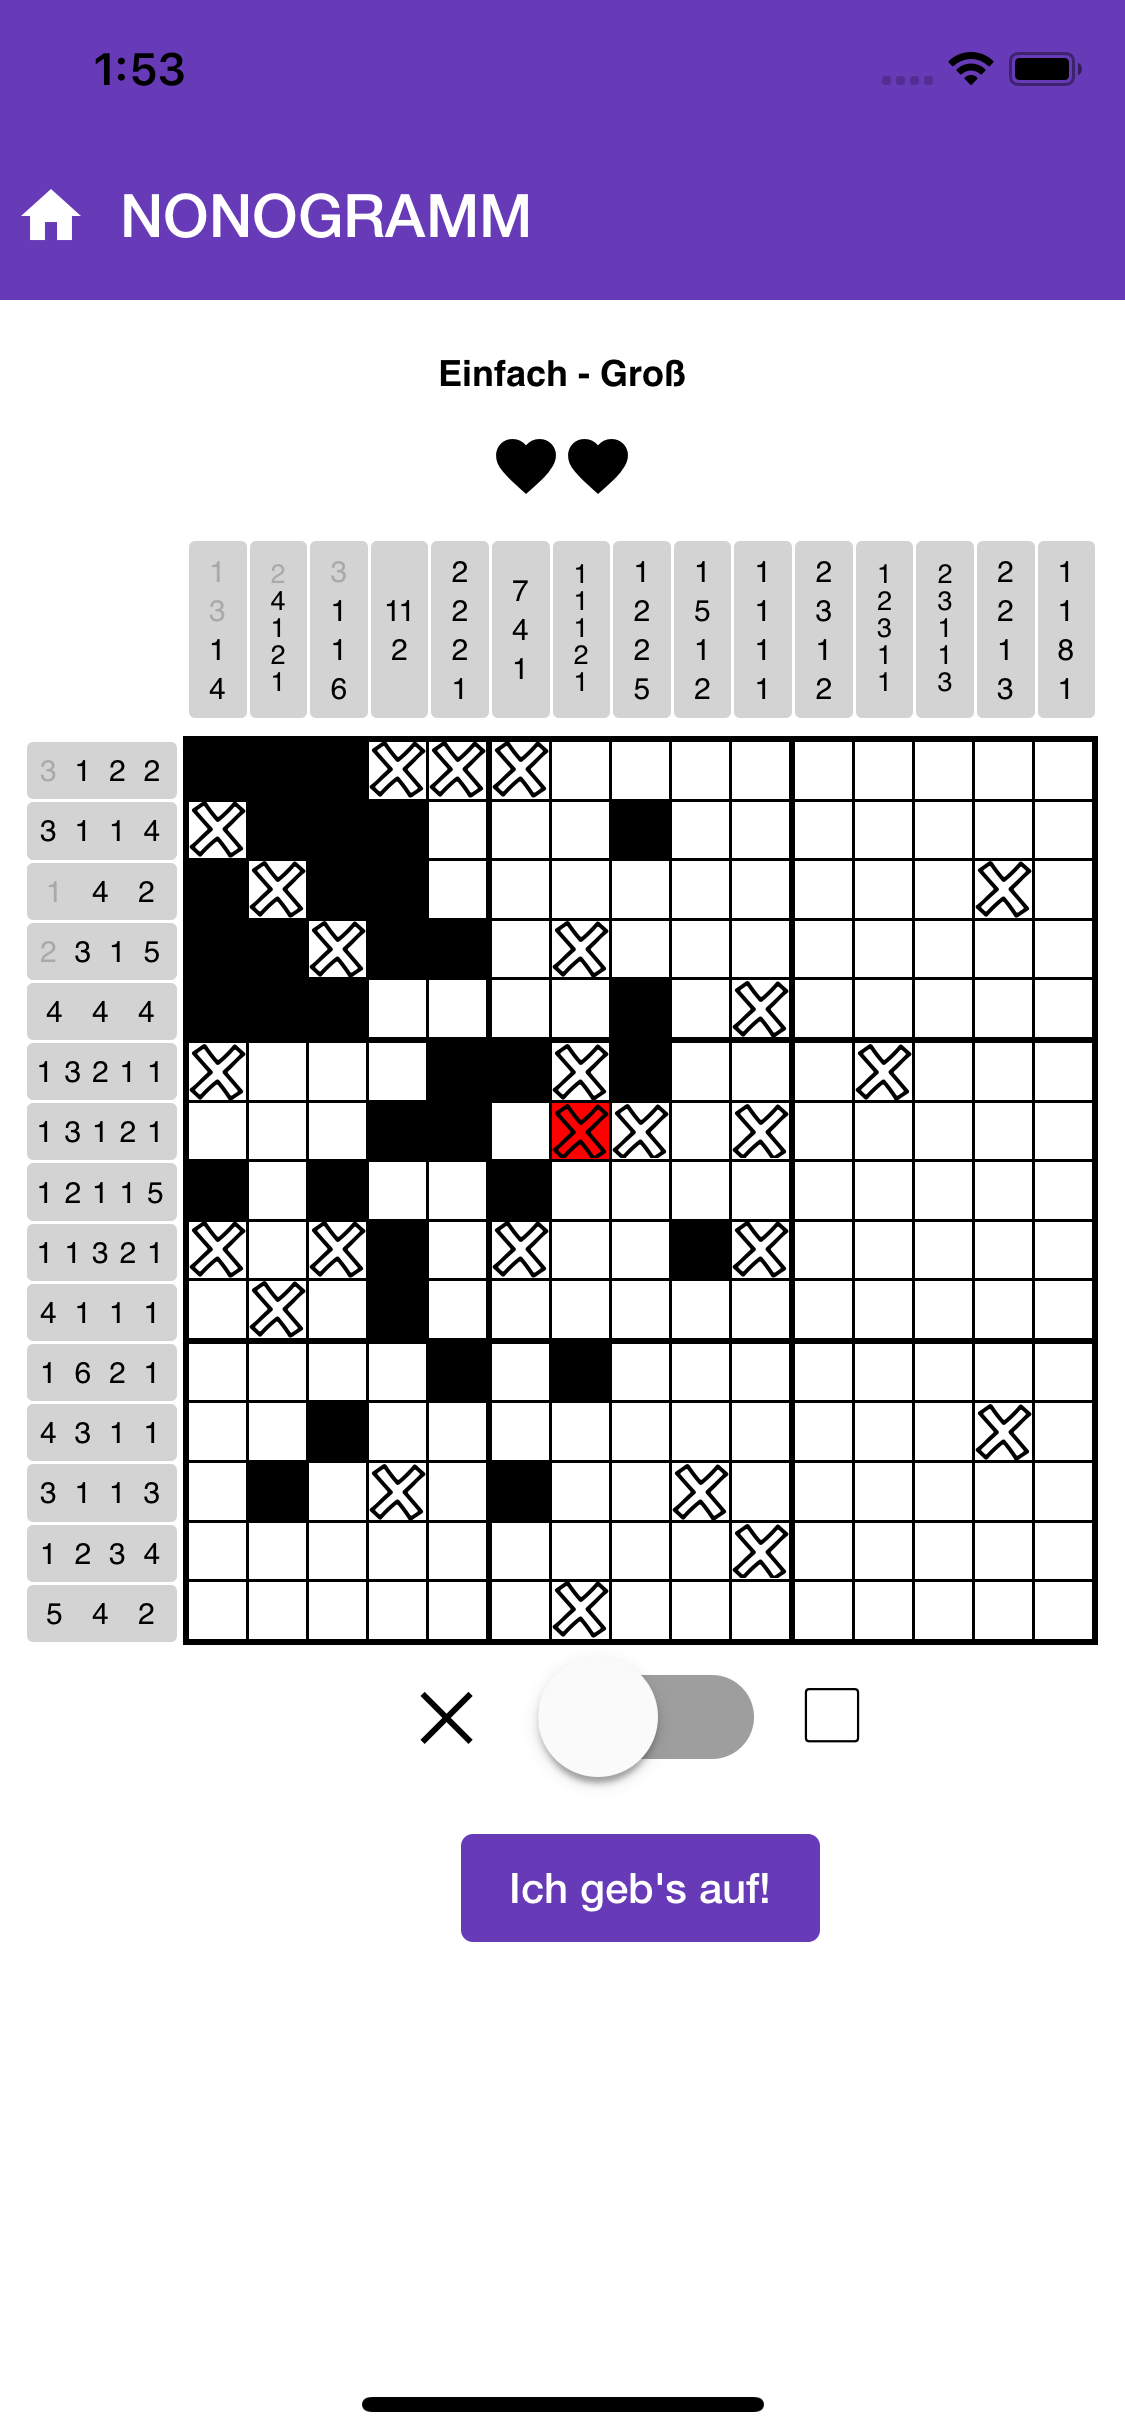 1:53
NONOGRAMM
Einfach - Groß
1 3 1 4
2 4 1 2 1
3 1 1 6
11 2
2 2 2 1
7 4 1
1 1 1 2 1
1 2 2 5
1 5 1 2
1 1 1 1
2 3 1 2
1 2 3 1 1
2 3 1 1 3
2 2 1 3
1 1 8 1
3 1 2 2
3 1 1 4
1 4 2
2 3 1 5
4 4 4
1 3 2 1 1
1 3 1 2 1
1 2 1 1 5
1 1 3 2 1
4 1 1 1
1 6 2 1
4 3 1 1
3 1 1 3
1 2 3 4
5 4 2
Ich geb's auf!